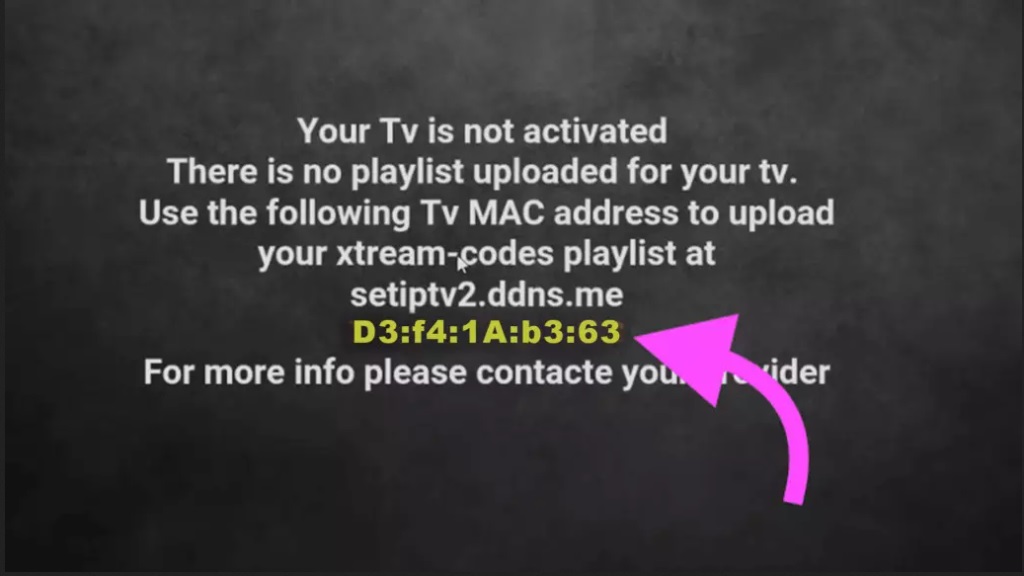 Your Tv is not activated
There is no playlist uploaded for your tv.
Use the following Tv MAC address to upload
your xtream-codes playlist at
setiptv2.ddns.me
D3:f4:1A:b3:63
For more info please contacte